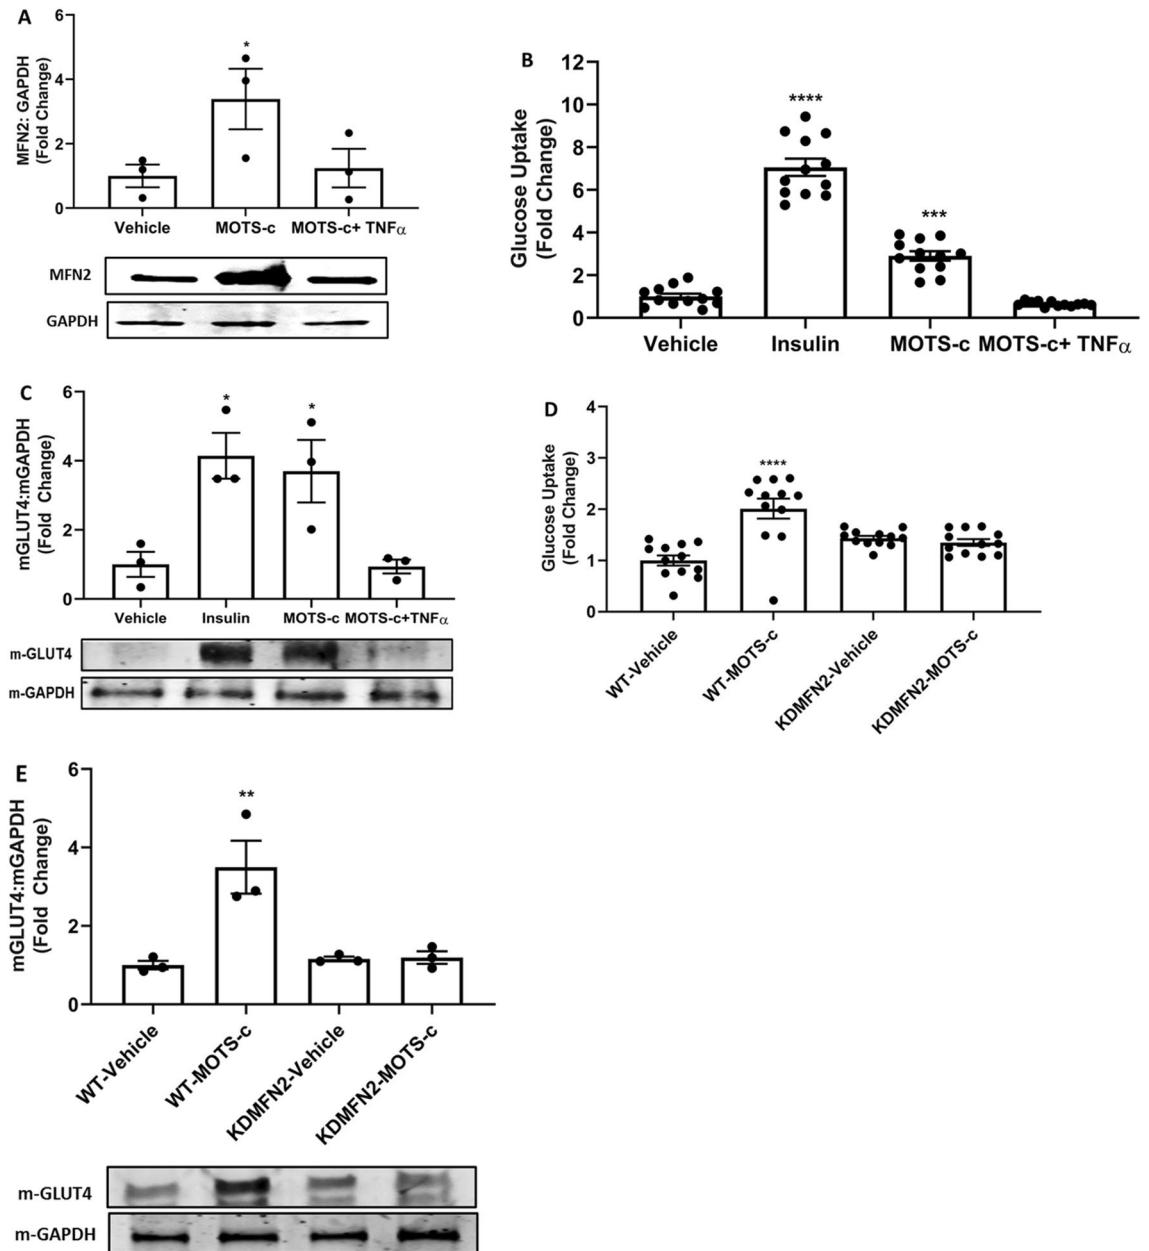 A
MFN2: GAPDH
(Fold Change)
6
4
2
0
*
Vehicle
MOTS-c
MOTS-c+ TNFα
MFN2
GAPDH
B
Glucose Uptake
(Fold Change)
12
10
8
6
4
2
0
****
***
Vehicle
Insulin
MOTS-c
MOTS-c+ TNFα
C
mGLUT4:mGAPDH
(Fold Change)
6
4
2
0
*
*
Vehicle
Insulin
MOTS-c
MOTS-c+TNFα
m-GLUT4
m-GAPDH
D
Glucose Uptake
(Fold Change)
4
3
2
1
0
****
WT-Vehicle
WT-MOTS-c
KDMFN2-Vehicle
KDMFN2-MOTS-c
E
mGLUT4:mGAPDH
(Fold Change)
6
4
2
0
**
WT-Vehicle
WT-MOTS-c
KDMFN2-Vehicle
KDMFN2-MOTS-c
m-GLUT4
m-GAPDH